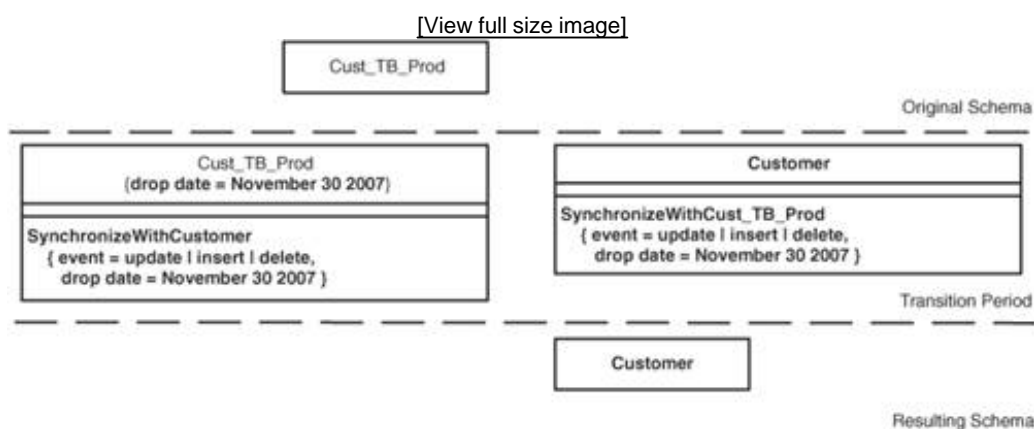 [View full size image]
Cust_TB_Prod
Original Schema
Cust_TB_Prod
{drop date = November 30 2007}
SynchronizeWithCustomer
{ event = update | insert | delete,
drop date = November 30 2007 }
Customer
SynchronizeWithCust_TB_Prod
{ event = update | insert | delete,
drop date = November 30 2007 }
Transition Period
Customer
Resulting Schema